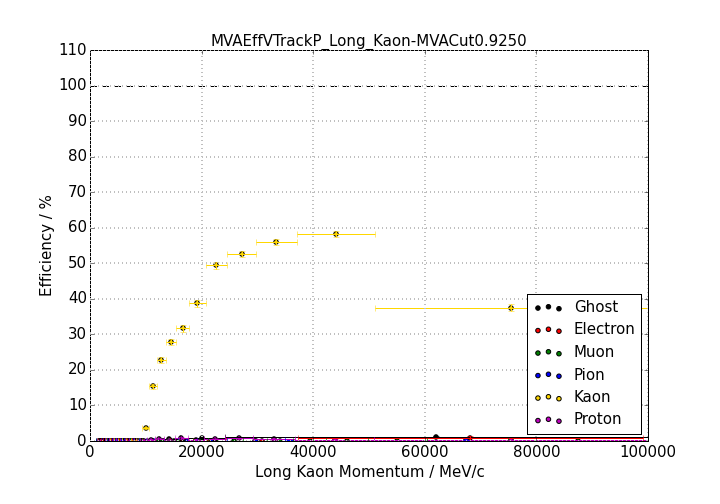 MVAEffVTrackP_Long_Kaon-MVACut0.9250
110
100
90
80
70
60
50
40
30
20
10
0
Efficiency / %
Ghost
Electron
Muon
Pion
Kaon
Proton
0 20000 40000 60000 80000 100000
Long Kaon Momentum / MeV/c